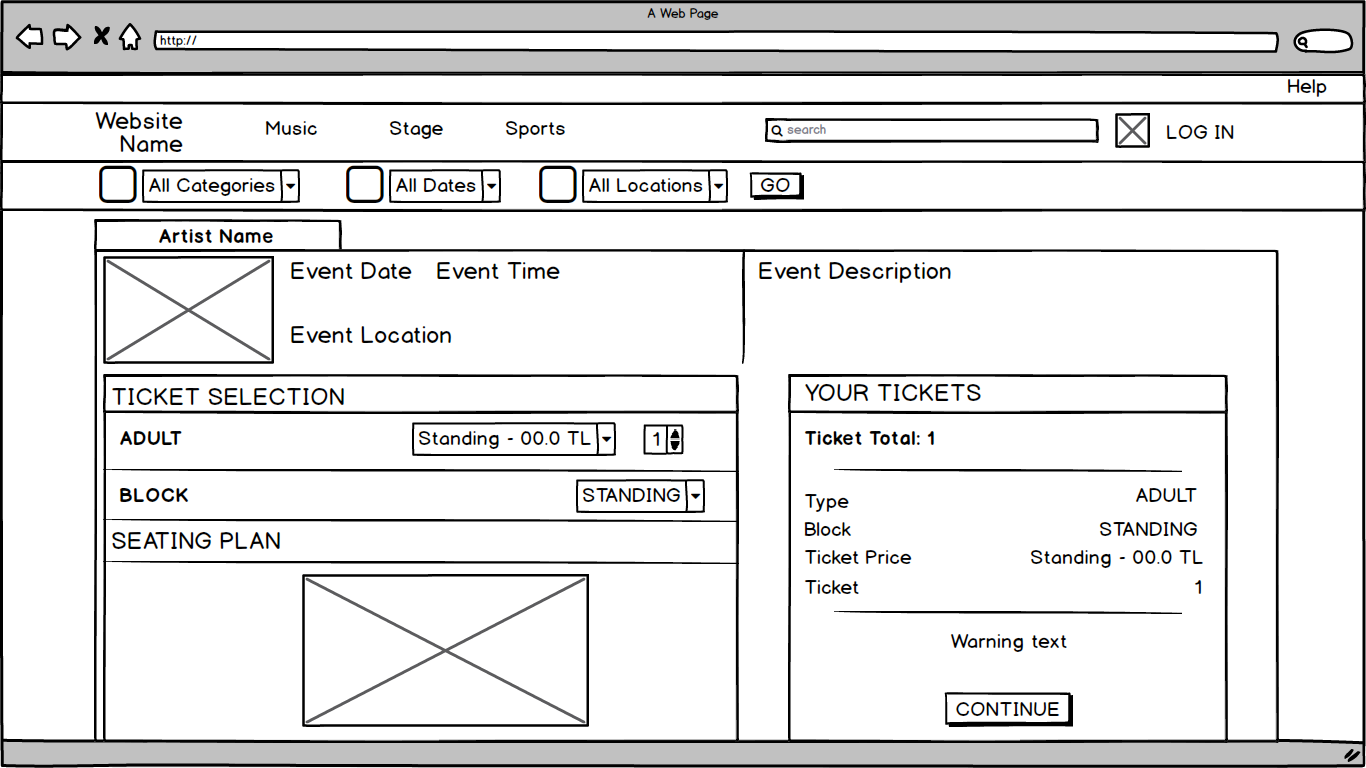 A Web Page
http://
Help
Website Name
Music Stage Sports
search
LOG IN
All Categories All Dates All Locations GO
Artist Name
Event Date Event Time
Event Location
Event Description
TICKET SELECTION
ADULT Standing - 00.0 TL 1
BLOCK STANDING
SEATING PLAN
YOUR TICKETS
Ticket Total: 1
Type ADULT
Block STANDING
Ticket Price Standing - 00.0 TL
Ticket 1
Warning text
CONTINUE